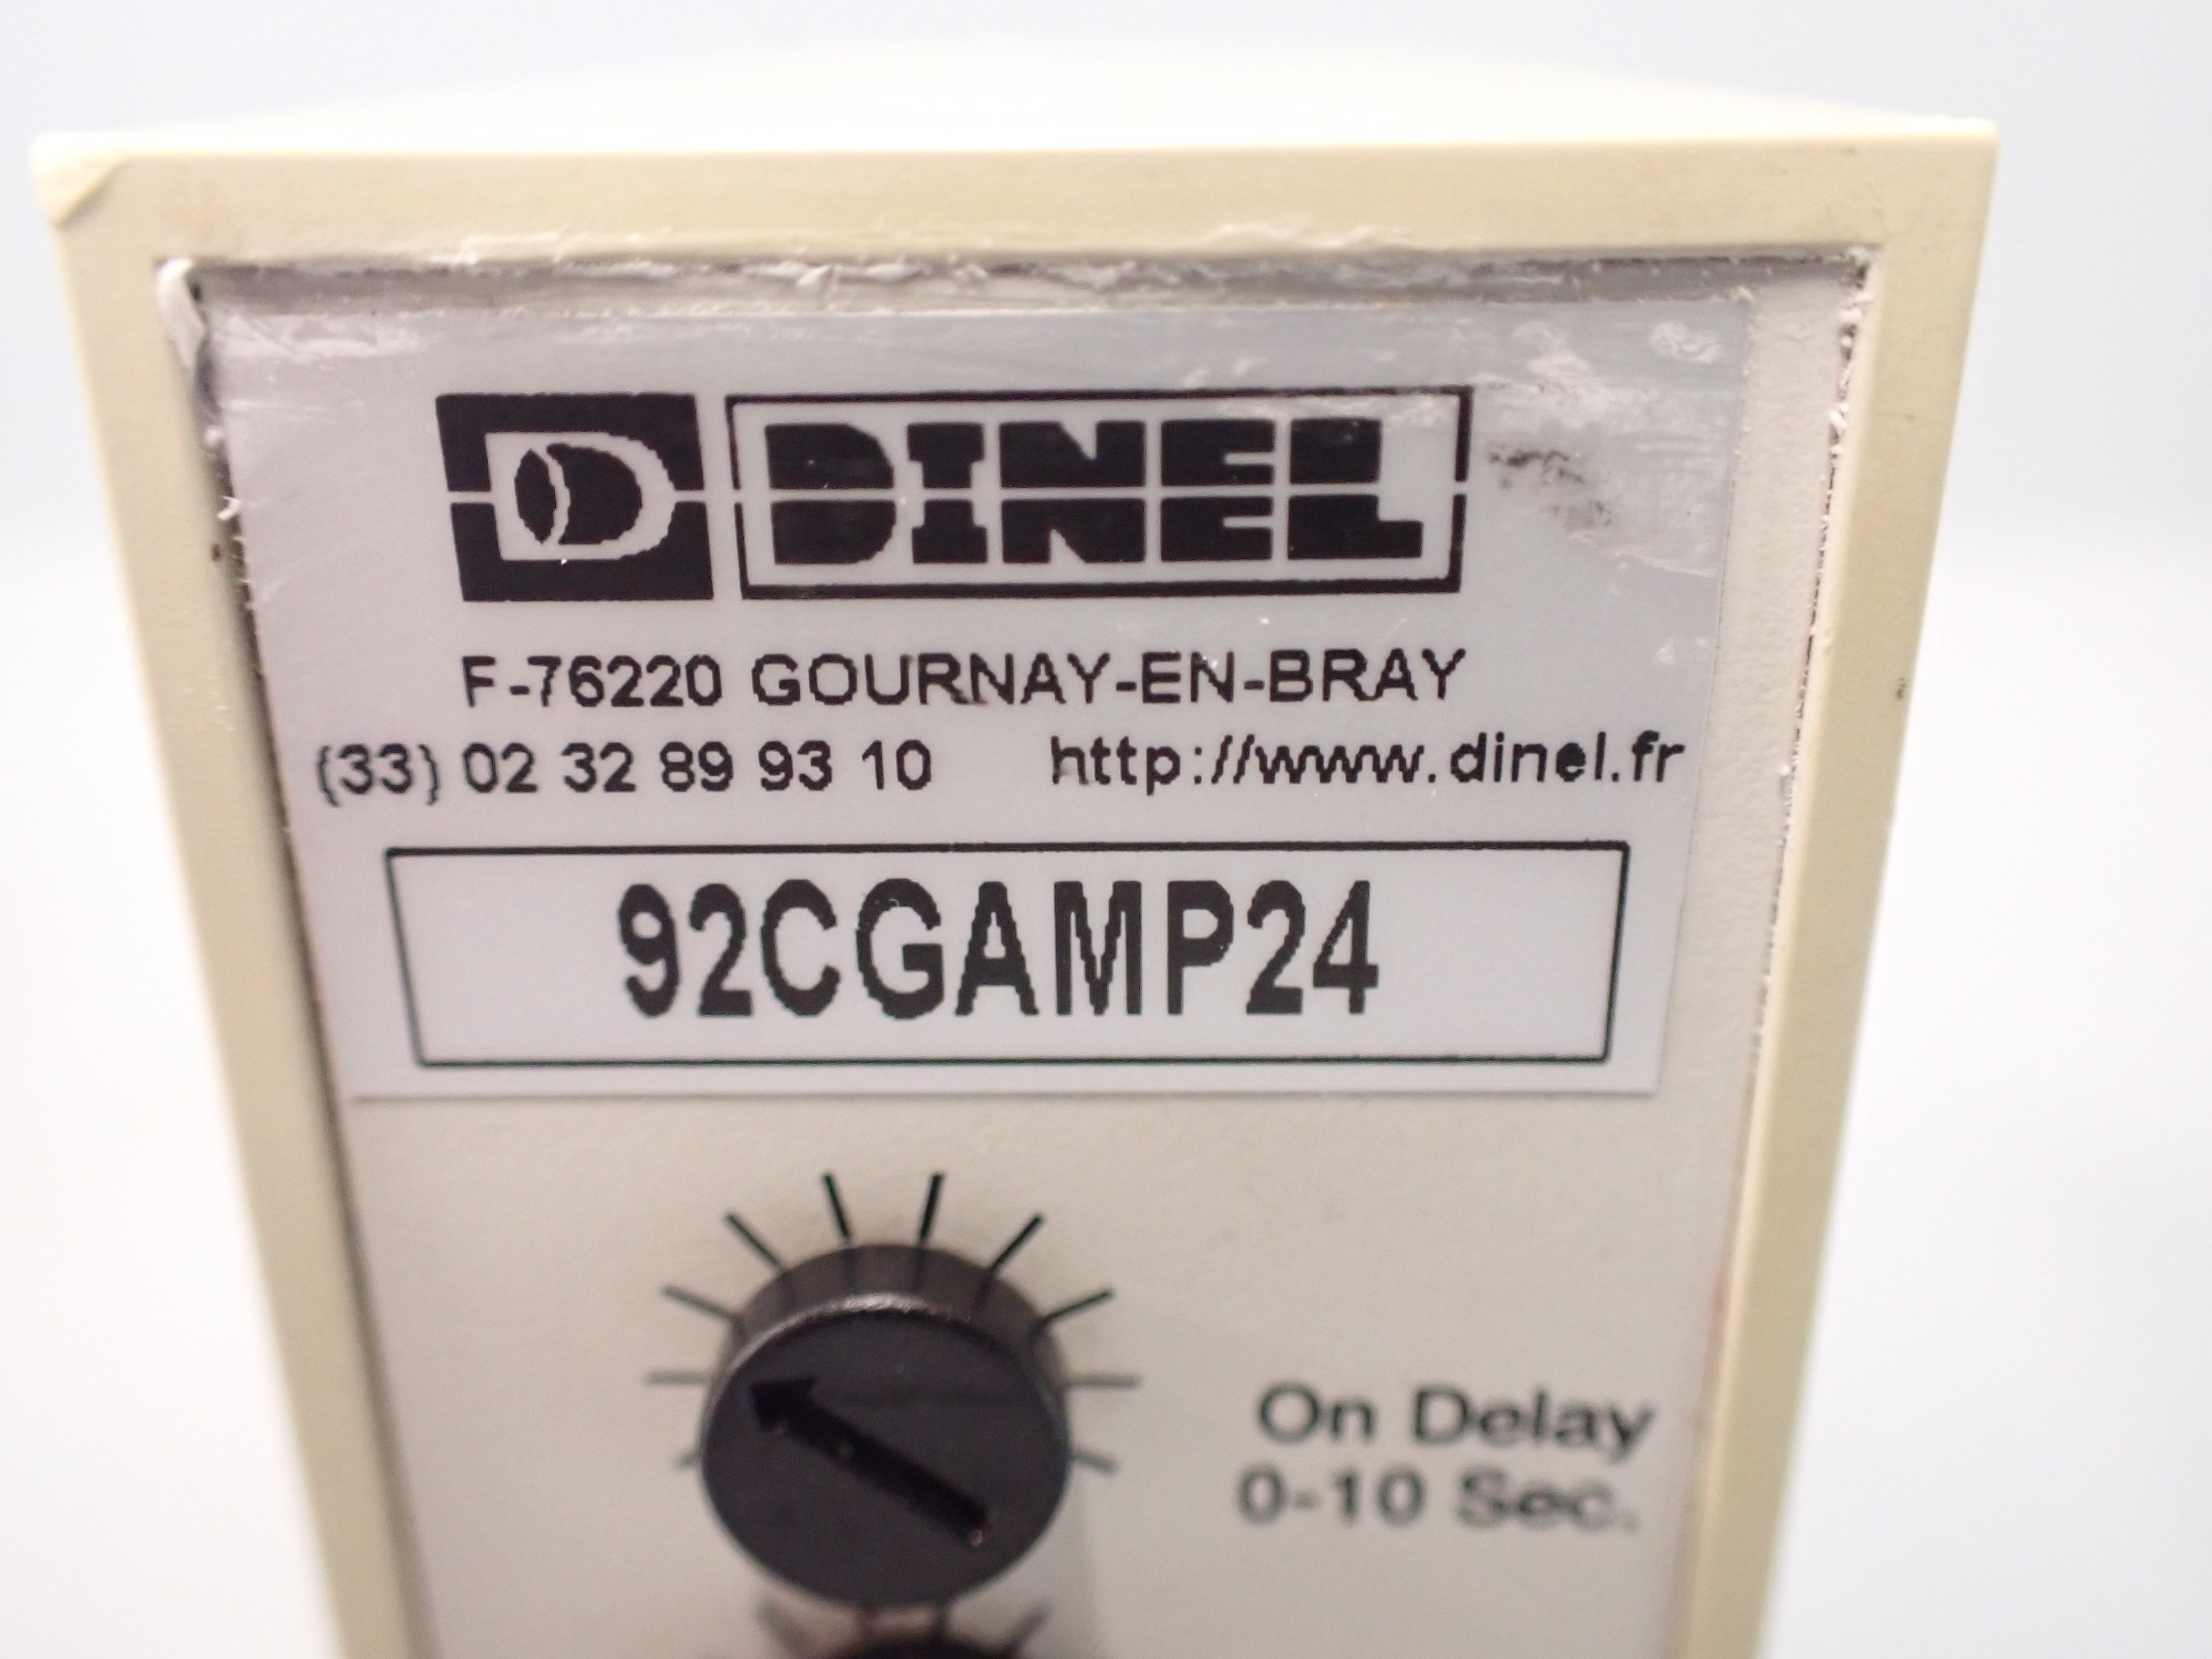 DINEL
F-76220 GOURNAY-EN-BRAY
(33) 02 32 89 93 10 http://www.dinel.fr
92CGAMP24
On Delay
0-10 Sec.